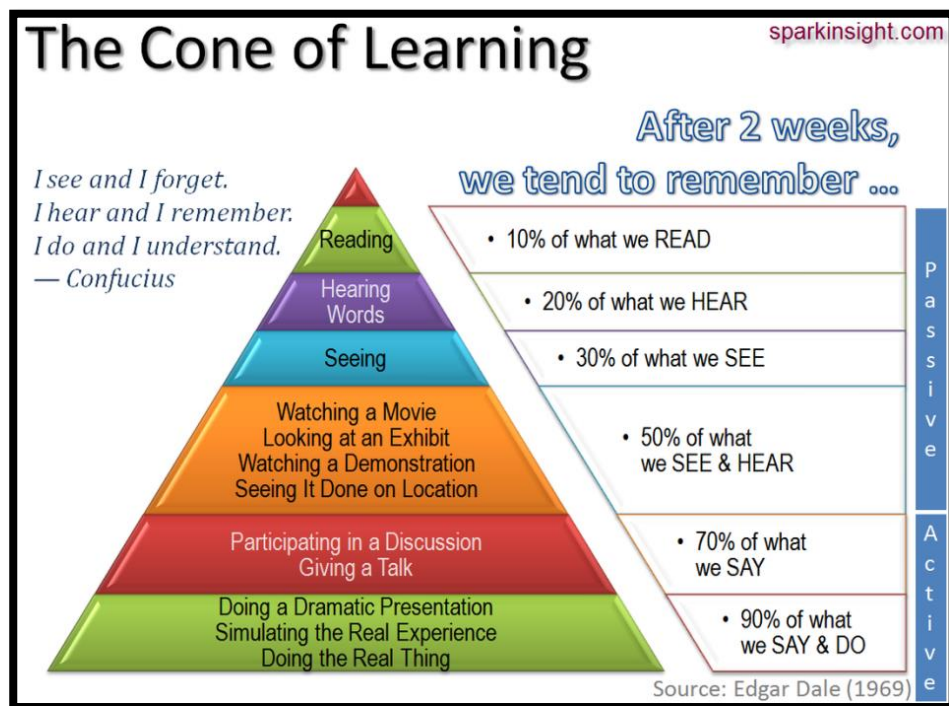 The Cone of Learning
sparkinsight.com
After 2 weeks,
we tend to remember ...
I see and I forget.
I hear and I remember.
I do and I understand.
— Confucius
Reading
• 10% of what we READ
Hearing
Words
• 20% of what we HEAR
Seeing
• 30% of what we SEE
Watching a Movie
Looking at an Exhibit
Watching a Demonstration
Seeing It Done on Location
• 50% of what
we SEE & HEAR
Passive
Participating in a Discussion
Giving a Talk
• 70% of what
we SAY
Doing a Dramatic Presentation
Simulating the Real Experience
Doing the Real Thing
• 90% of what
we SAY & DO
Active
Source: Edgar Dale (1969)